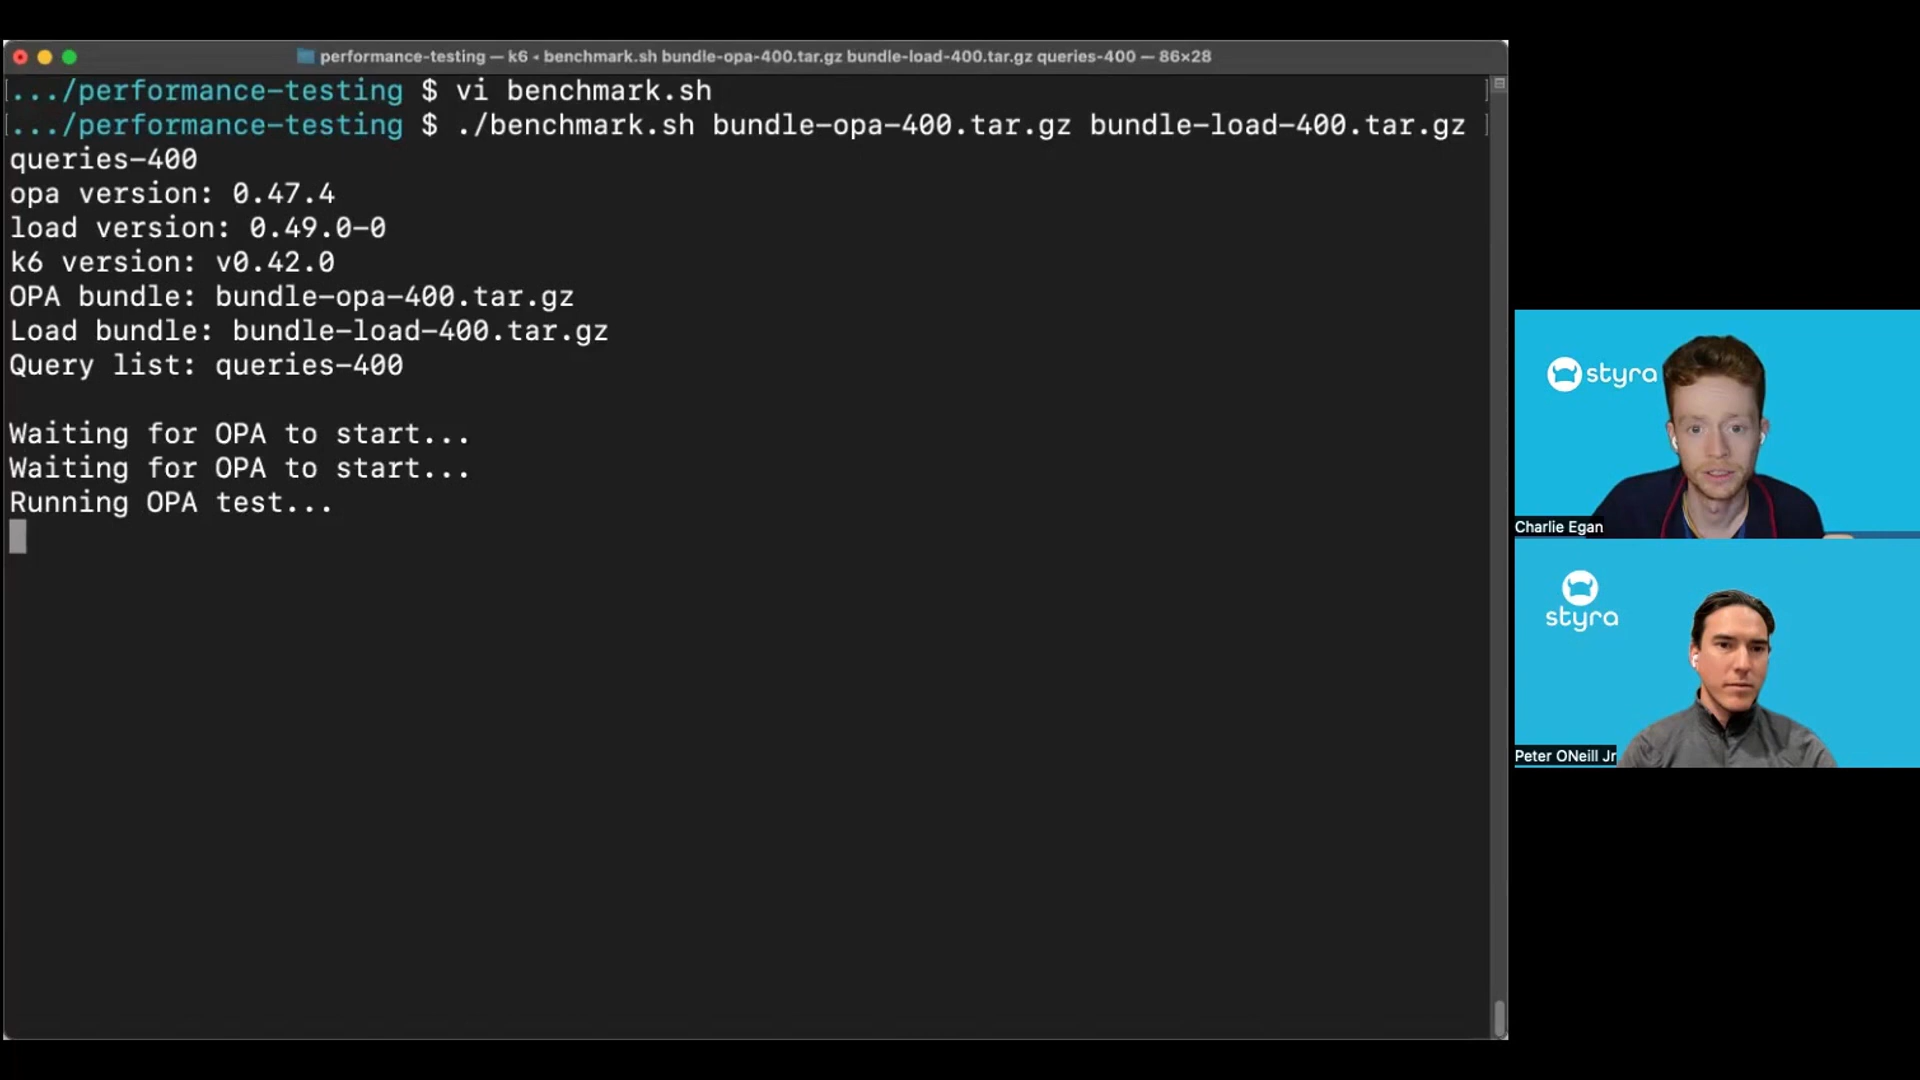 performance-testing — k6 ◂ benchmark.sh bundle-opa-400.tar.gz bundle-load-400.tar.gz queries-400 — 86×28
[.../performance-testing $ vi benchmark.sh ]
[.../performance-testing $ ./benchmark.sh bundle-opa-400.tar.gz bundle-load-400.tar.gz ]
queries-400
opa version: 0.47.4
load version: 0.49.0-0
k6 version: v0.42.0
OPA bundle: bundle-opa-400.tar.gz
Load bundle: bundle-load-400.tar.gz
Query list: queries-400
Waiting for OPA to start...
Waiting for OPA to start...
Running OPA test...
styra
Charlie Egan
styra
Peter ONeill Jr